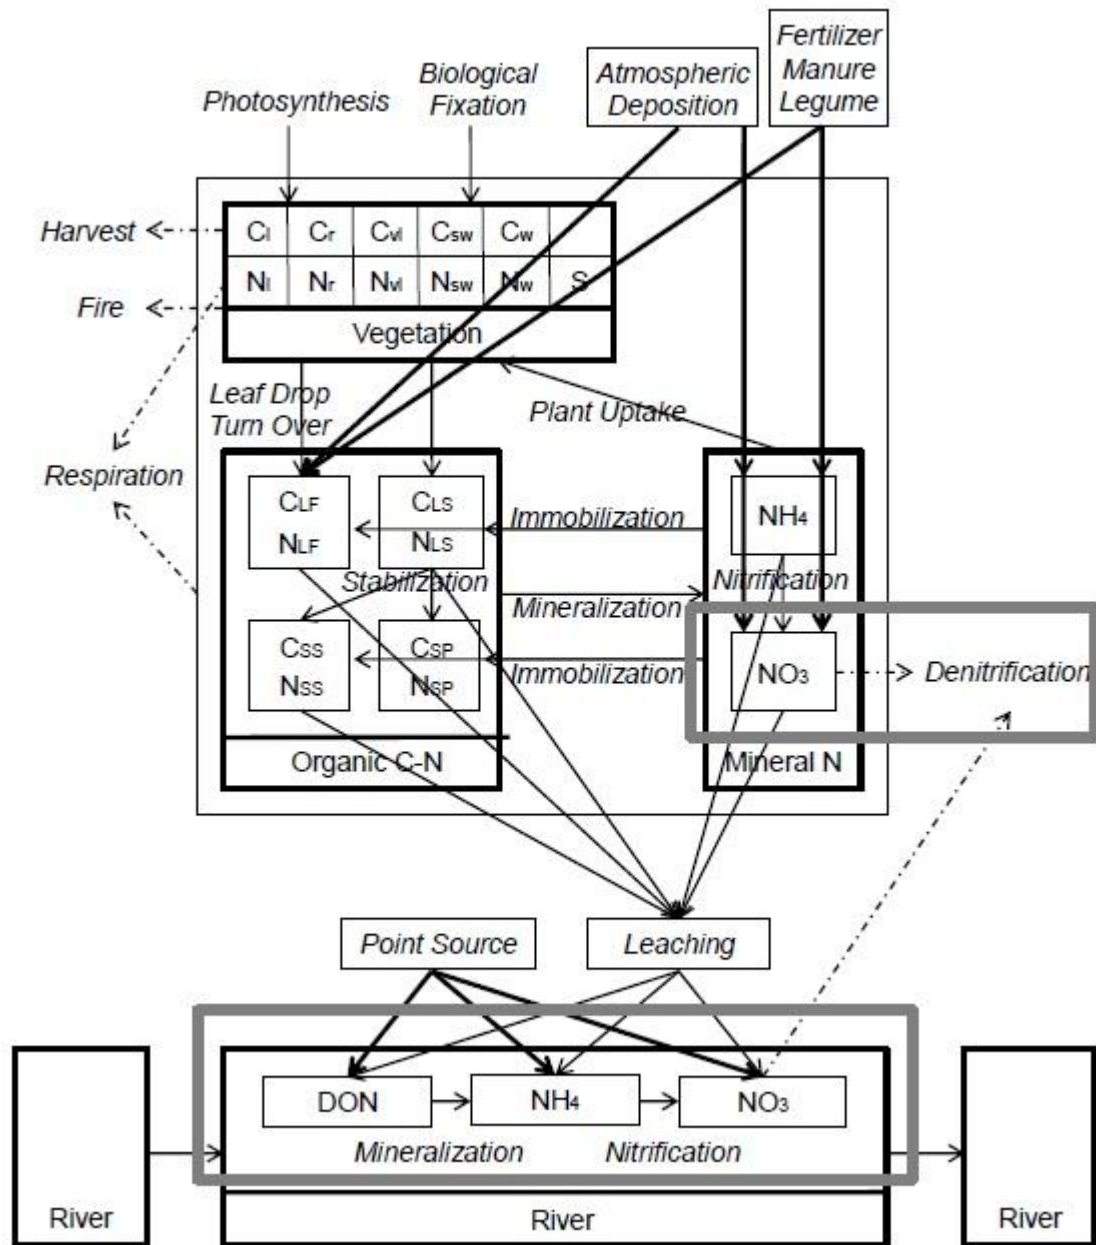 Fertilizer
Manure
Legume
Atmospheric
Deposition
Biological
Fixation
Photosynthesis
Harvest
Cl Cr Cvl Csw Cw
Nl Nr Nvl Nsw Nw S
Fire
Vegetation
Leaf Drop
Turn Over
Plant Uptake
Respiration
CLF
NLF
CLS
NLS
Immobilization
NH4
Stabilization
Mineralization
Nitrification
CSS
NSS
CSP
NSP
Immobilization
NO3
Denitrification
Organic C-N
Mineral N
Point Source
Leaching
DON
NH4
NO3
Mineralization
Nitrification
River
River
River